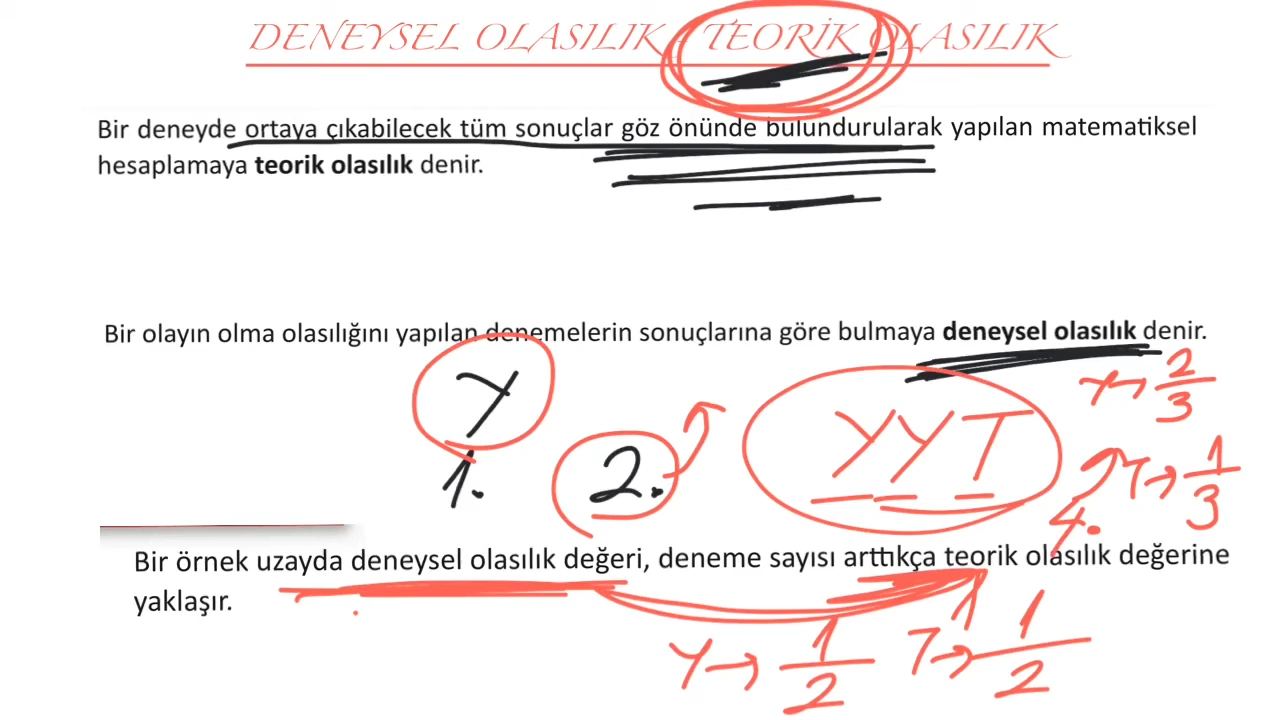 DENEYSEL OLASILIK - TEORİK OLASILIK
Bir deneyde ortaya çıkabilecek tüm sonuçlar göz önünde bulundurularak yapılan matematiksel
hesaplamaya teorik olasılık denir.
Bir olayın olma olasılığını yapılan denemelerin sonuçlarına göre bulmaya deneysel olasılık denir.
Y
1.
2.
YYT
Y→ 2/3
T→ 1/3
4.
Bir örnek uzayda deneysel olasılık değeri, deneme sayısı arttıkça teorik olasılık değerine
yaklaşır.
Y→ 1/2 T→ 1/2